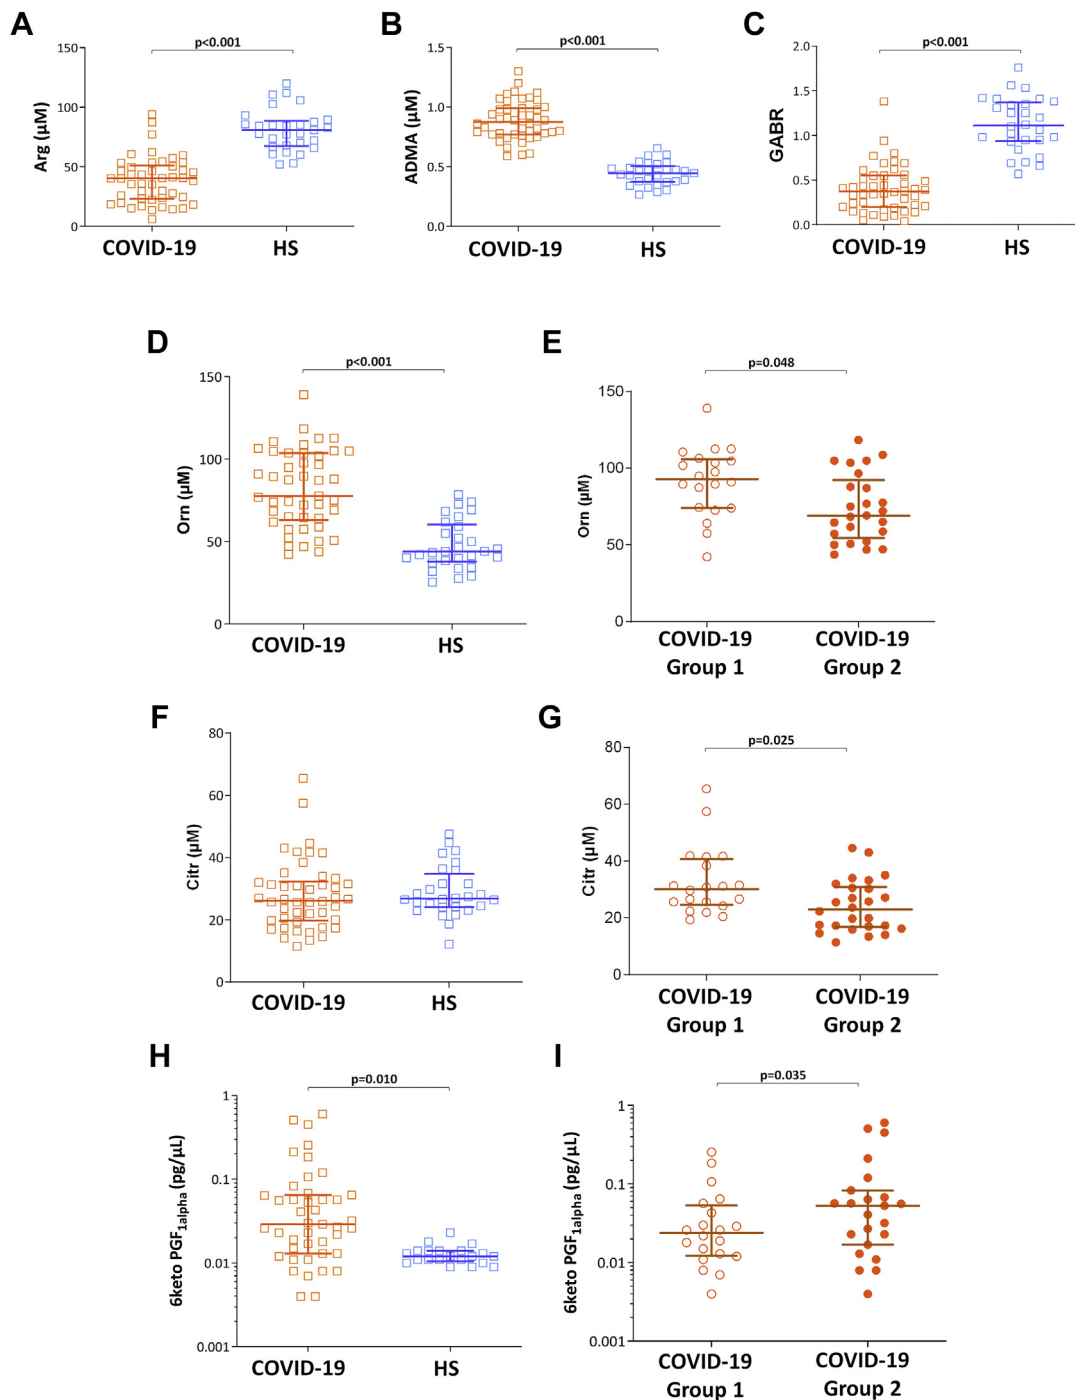 A
B
C
p<0.001
p<0.001
p<0.001
Arg (µM)
150
100
50
0
COVID-19
HS
ADMA (µM)
1.5
1.0
0.5
0.0
COVID-19
HS
GABR
2.0
1.5
1.0
0.5
0.0
COVID-19
HS
D
E
p<0.001
p=0.048
Orn (µM)
150
100
50
0
COVID-19
HS
Orn (µM)
150
100
50
0
COVID-19
Group 1
COVID-19
Group 2
F
G
p=0.025
Citr (µM)
80
60
40
20
0
COVID-19
HS
Citr (µM)
80
60
40
20
0
COVID-19
Group 1
COVID-19
Group 2
H
I
p=0.010
p=0.035
6keto PGF1alpha (pg/µL)
1
0.1
0.01
0.001
COVID-19
HS
6keto PGF1alpha (pg/µL)
1
0.1
0.01
0.001
COVID-19
Group 1
COVID-19
Group 2